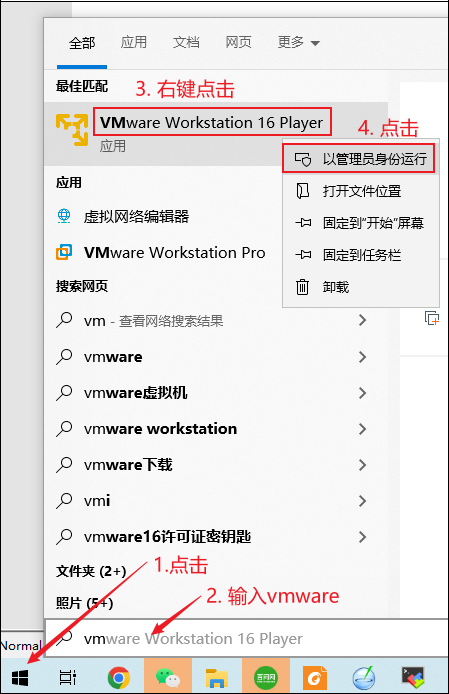 全部 应用 文档 网页 更多
最佳匹配
3. 右键点击
VMware Workstation 16 Player
应用
4. 点击
以管理员身份运行
打开文件位置
固定到"开始"屏幕
固定到任务栏
卸载
应用
虚拟网络编辑器
VMware Workstation Pro
搜索网页
vm - 查看网络搜索结果
vmware
vmware虚拟机
vmware workstation
vmware下载
vmi
vmware16许可证密钥匙
文件夹 (2+)
1.点击
照片 (5+)
2. 输入vmware
Normal
vmware Workstation 16 Player